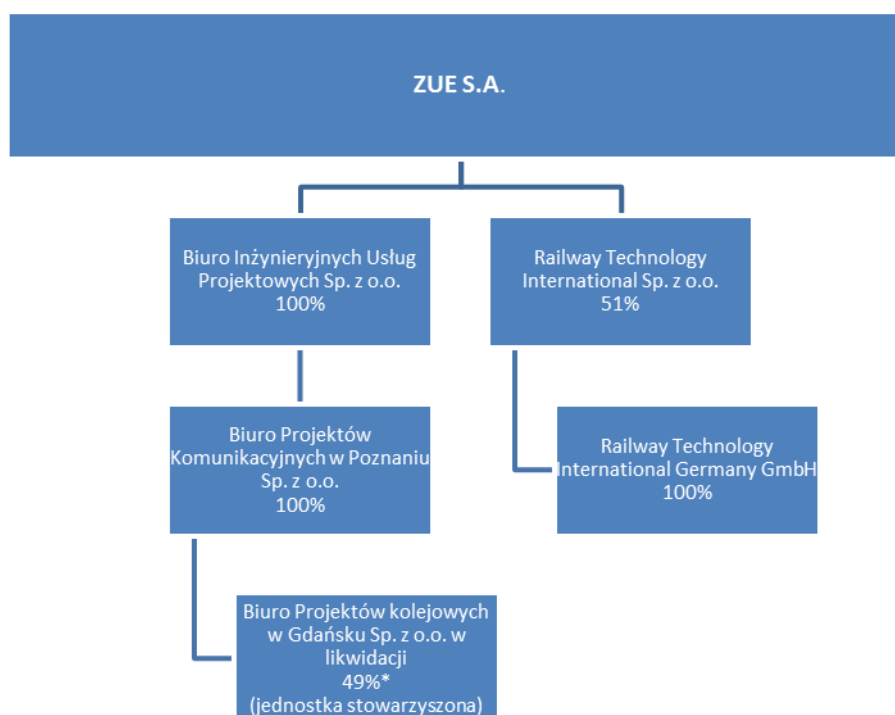 ZUE S.A.
Biuro Inżynieryjnych Usług
Projektowych Sp. z o.o.
100%
Railway Technology
International Sp. z o.o.
51%
Biuro Projektów
Komunikacyjnych w Poznaniu
Sp. z o.o.
100%
Railway Technology
International Germany GmbH
100%
Biuro Projektów kolejowych
w Gdańsku Sp. z o.o. w
likwidacji
49%*
(jednostka stowarzyszona)